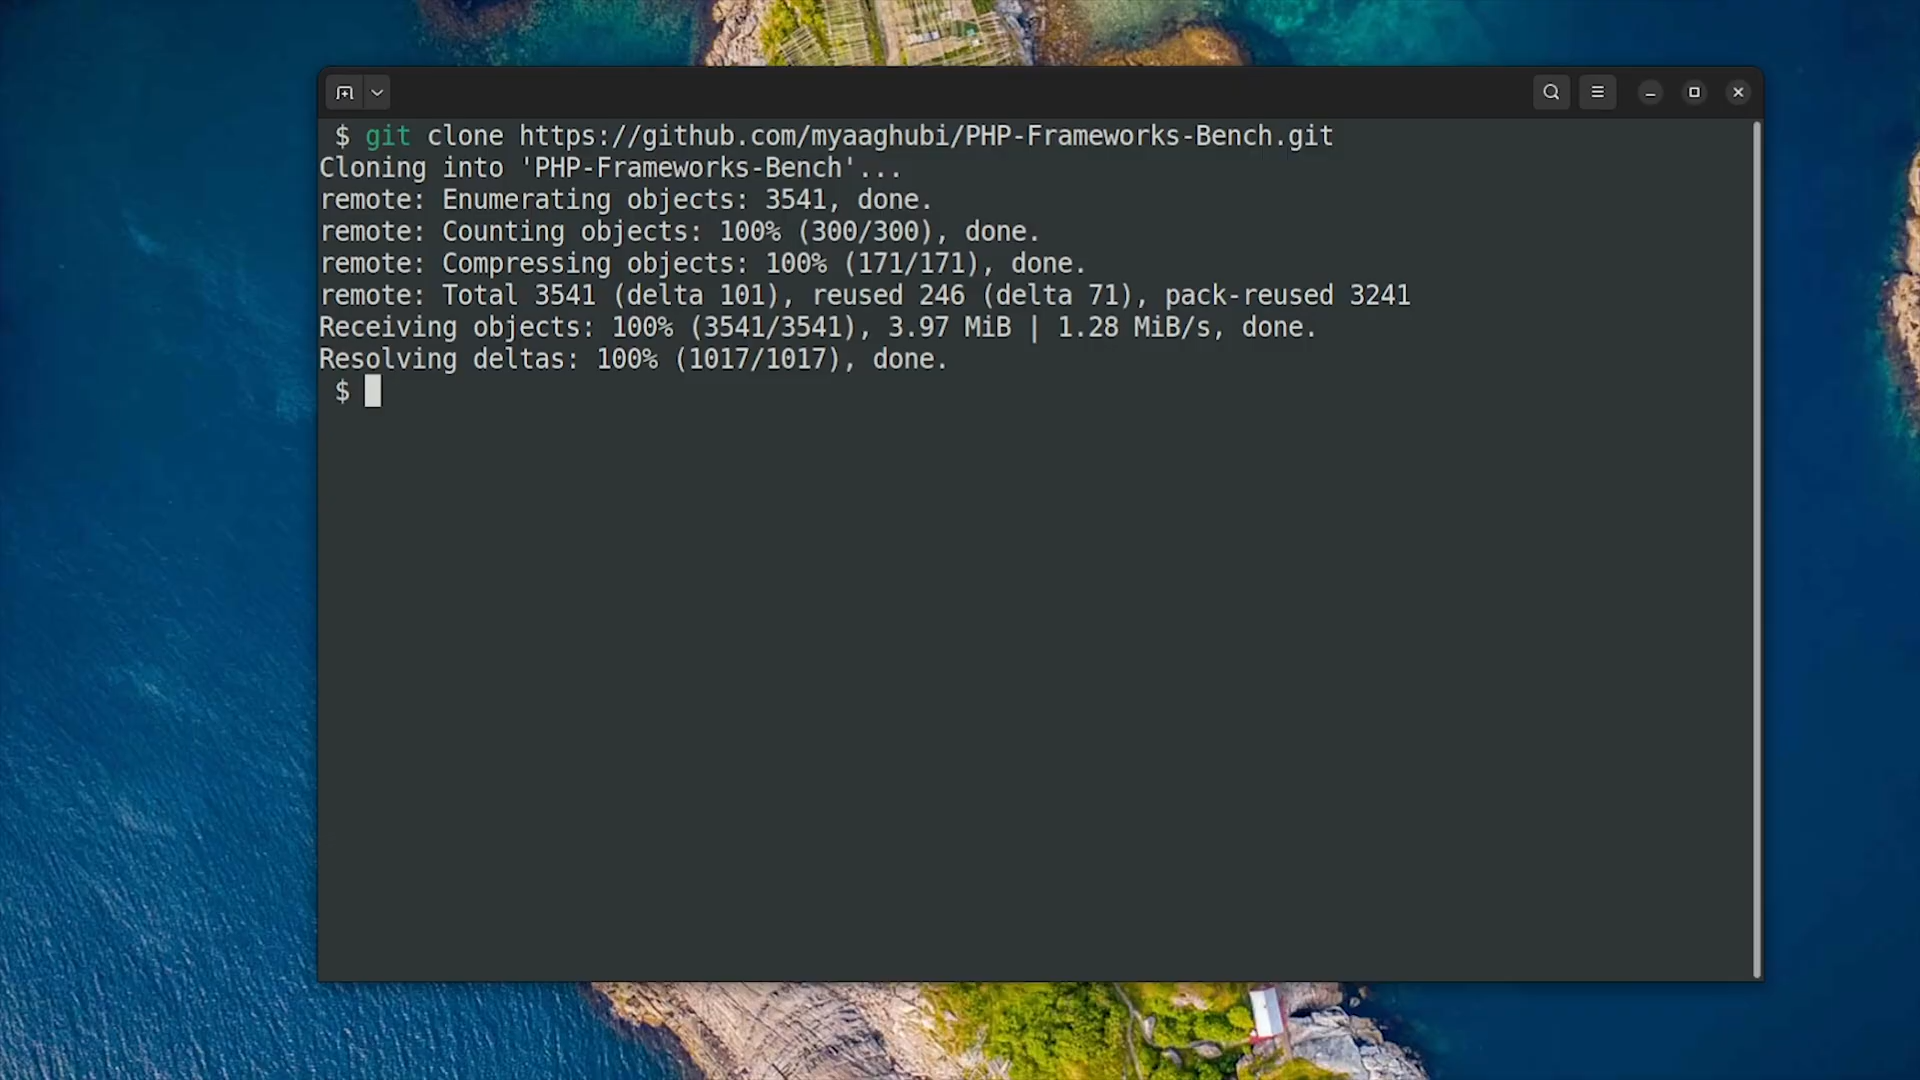 $ git clone https://github.com/myaaghubi/PHP-Frameworks-Bench.git
Cloning into 'PHP-Frameworks-Bench'...
remote: Enumerating objects: 3541, done.
remote: Counting objects: 100% (300/300), done.
remote: Compressing objects: 100% (171/171), done.
remote: Total 3541 (delta 101), reused 246 (delta 71), pack-reused 3241
Receiving objects: 100% (3541/3541), 3.97 MiB | 1.28 MiB/s, done.
Resolving deltas: 100% (1017/1017), done.
$